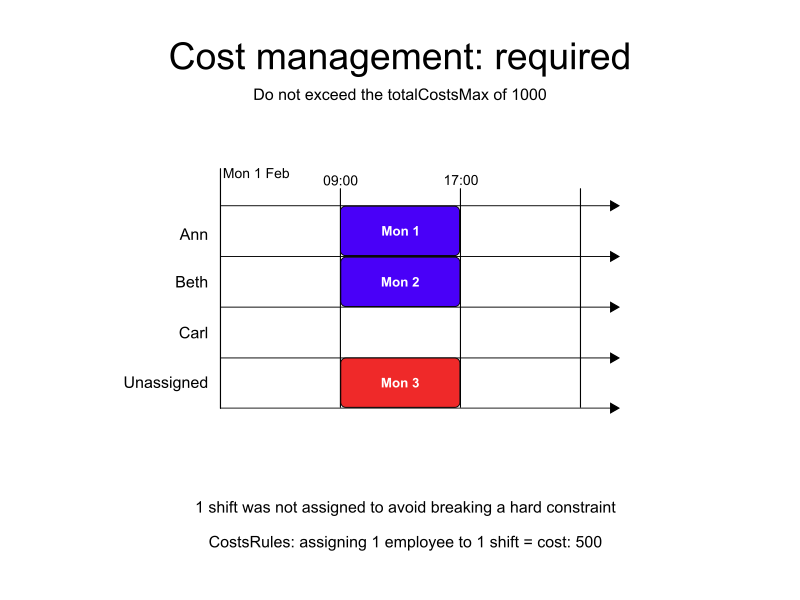 Cost management: required
Do not exceed the totalCostsMax of 1000
Mon 1 Feb
09:00
17:00
Ann
Mon 1
Beth
Mon 2
Carl
Unassigned
Mon 3
1 shift was not assigned to avoid breaking a hard constraint
CostsRules: assigning 1 employee to 1 shift = cost: 500